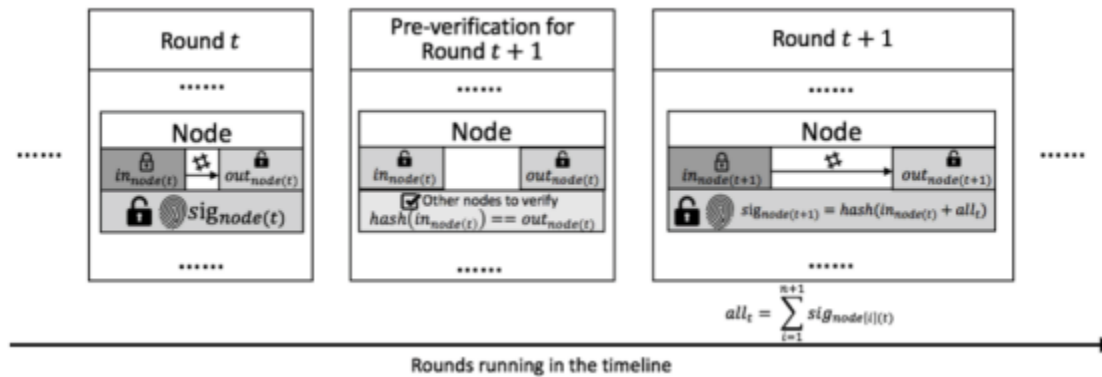 Round t
Pre-verification for
Round t + 1
Round t + 1
......
......
......
Node
Node
Node
......
......
in_node(t)
out_node(t)
in_node(t)
out_node(t)
in_node(t+1)
out_node(t+1)
sig_node(t)
Other nodes to verify
hash(in_node(t)) == out_node(t)
sig_node(t+1) = hash(in_node(t) + all_t)
......
......
......
all_t = \sum_{i=1}^{n+1} sig_node[i](t)
Rounds running in the timeline